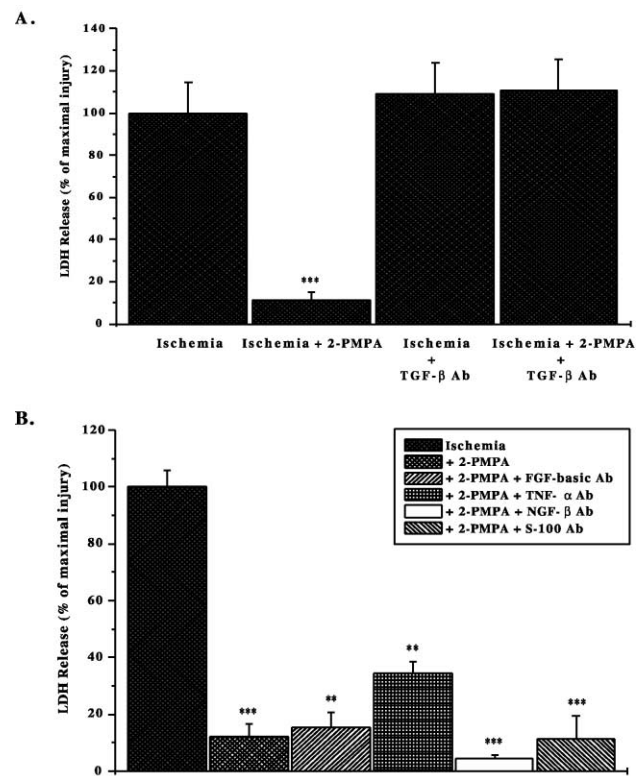 A.
LDH Release (% of maximal injury)
140
120
100
80
60
40
20
0
***
Ischemia
Ischemia + 2-PMPA
Ischemia
+
TGF-β Ab
Ischemia + 2-PMPA
+
TGF-β Ab
B.
LDH Release (% of maximal injury)
120
100
80
60
40
20
0
Ischemia
+ 2-PMPA
+ 2-PMPA + FGF-basic Ab
+ 2-PMPA + TNF- α Ab
+ 2-PMPA + NGF- β Ab
+ 2-PMPA + S-100 Ab
***
**
**
***
***